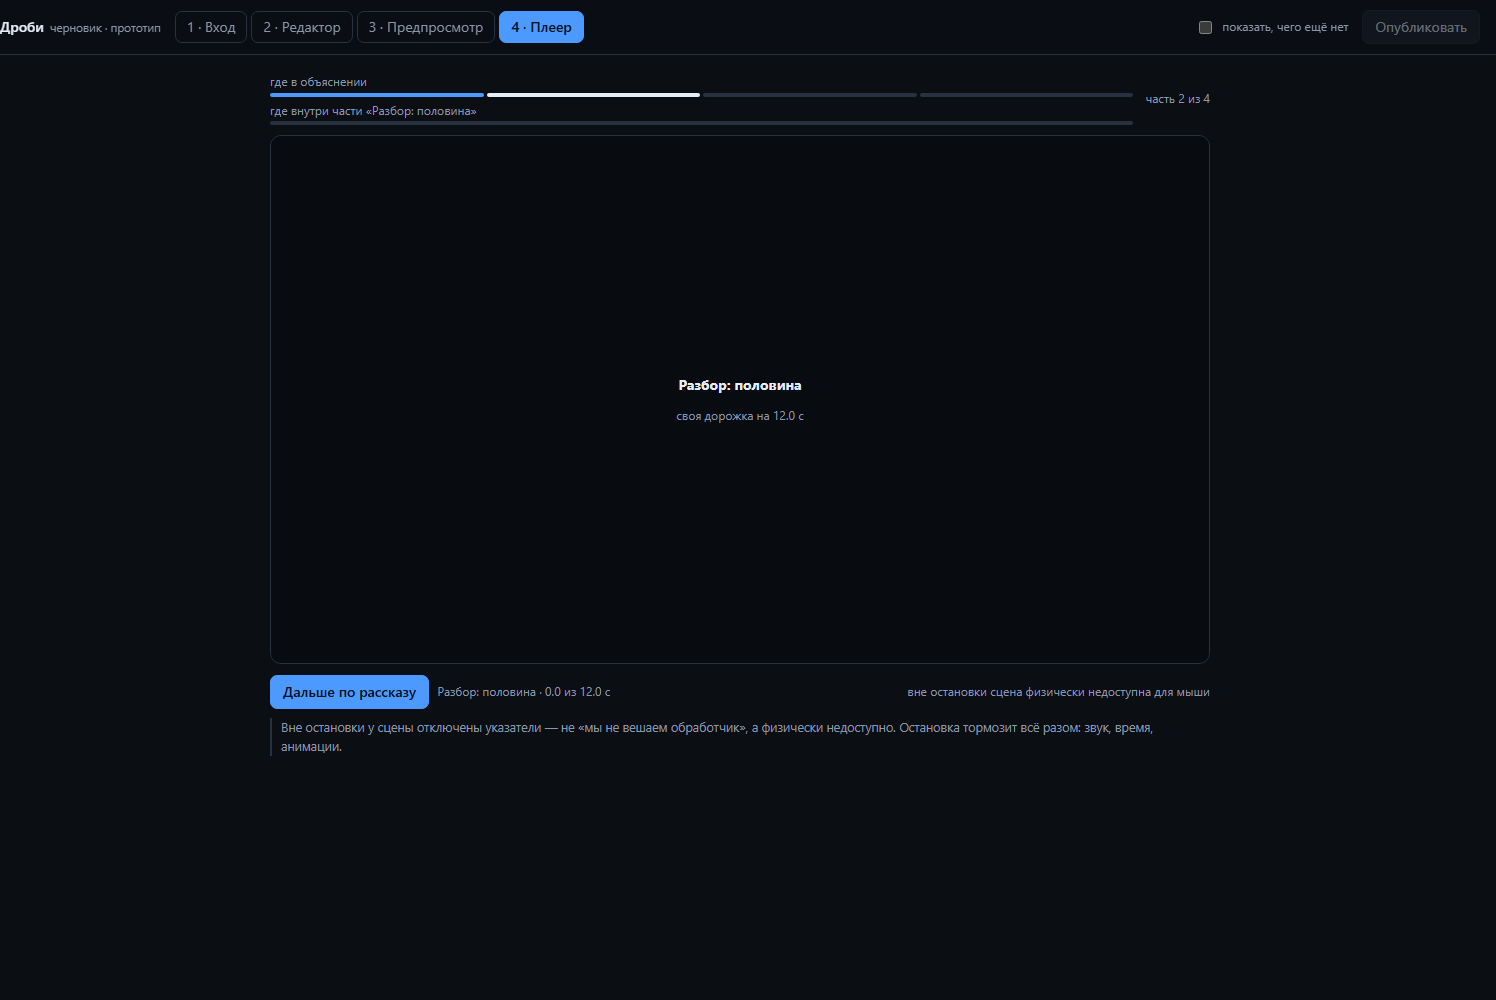 Дроби черновик · прототип 1 · Вход 2 · Редактор 3 · Предпросмотр 4 · Плеер показать, чего ещё нет Опубликовать
где в объяснении
часть 2 из 4
где внутри части «Разбор: половина»
Разбор: половина
своя дорожка на 12.0 с
Дальше по рассказу Разбор: половина · 0.0 из 12.0 с вне остановки сцена физически недоступна для мыши
Вне остановки у сцены отключены указатели — не «мы не вешаем обработчик», а физически недоступно. Остановка тормозит всё разом: звук, время,
анимации.